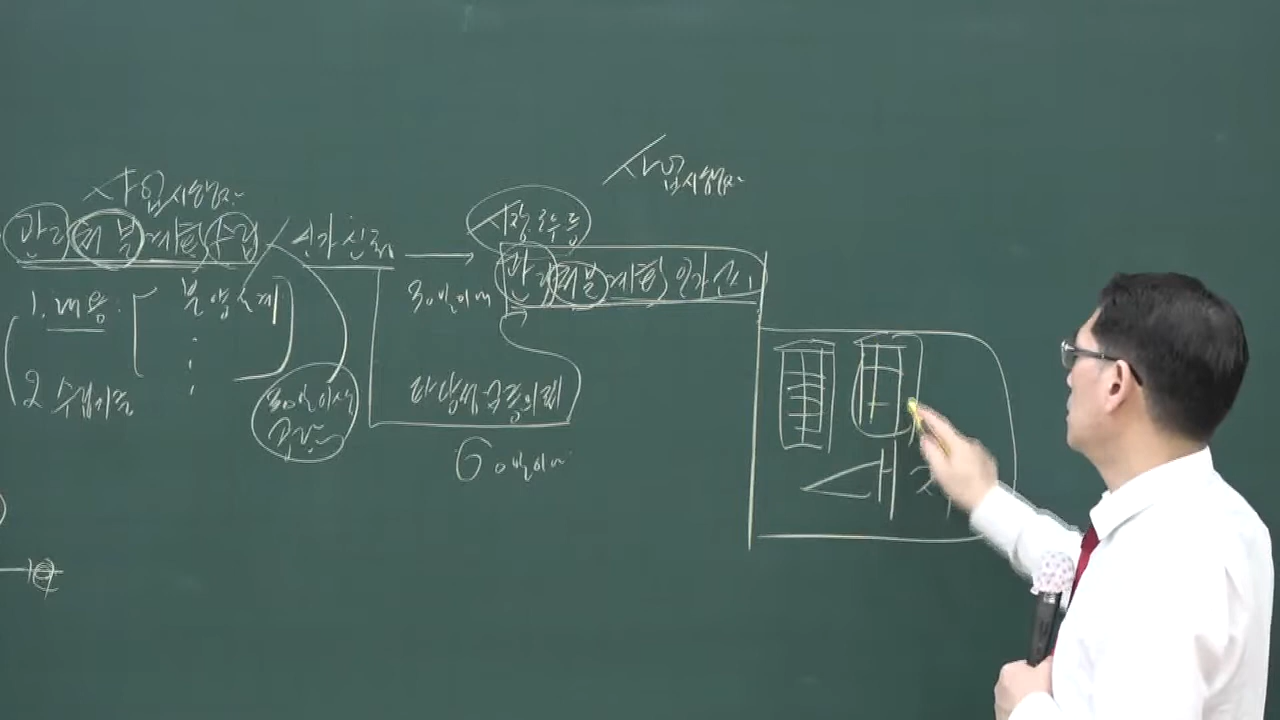 사업시행자
관리처분계획수립 인가신청
1. 내용 분양설계
2 수립기준
30일이상
공람
시장군수등
30일이내
관리처분계획인가고시
타당성검증의뢰
60일이내
사업시행자